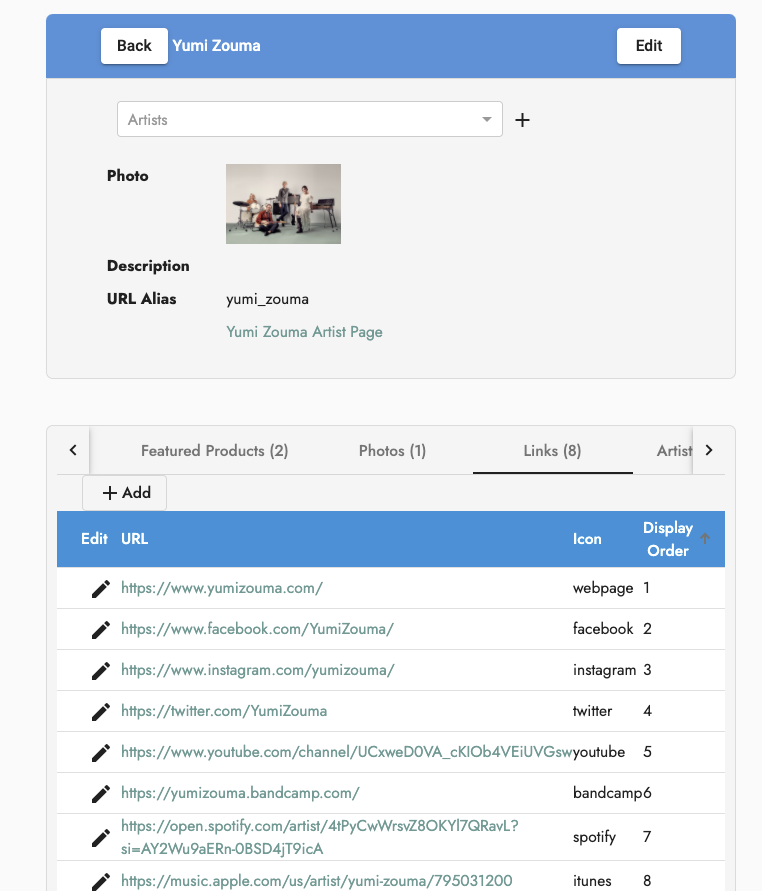 Back Yumi Zouma Edit
Artists
Photo
Description
URL Alias yumi_zouma
Yumi Zouma Artist Page
Featured Products (2) Photos (1) Links (8) Artist
+ Add
Edit URL Icon Display Order
https://www.yumizouma.com/ webpage 1
https://www.facebook.com/YumiZouma/ facebook 2
https://www.instagram.com/yumizouma/ instagram 3
https://twitter.com/YumiZouma twitter 4
https://www.youtube.com/channel/UCxweD0VA_cKIOb4VEiUVGsw youtube 5
https://yumizouma.bandcamp.com/ bandcamp 6
https://open.spotify.com/artist/4tPyCwWrsvZ8OKYl7QRavL?
si=AY2Wu9aERn-0BSD4jT9icA spotify 7
https://music.apple.com/us/artist/yumi-zouma/795031200 itunes 8